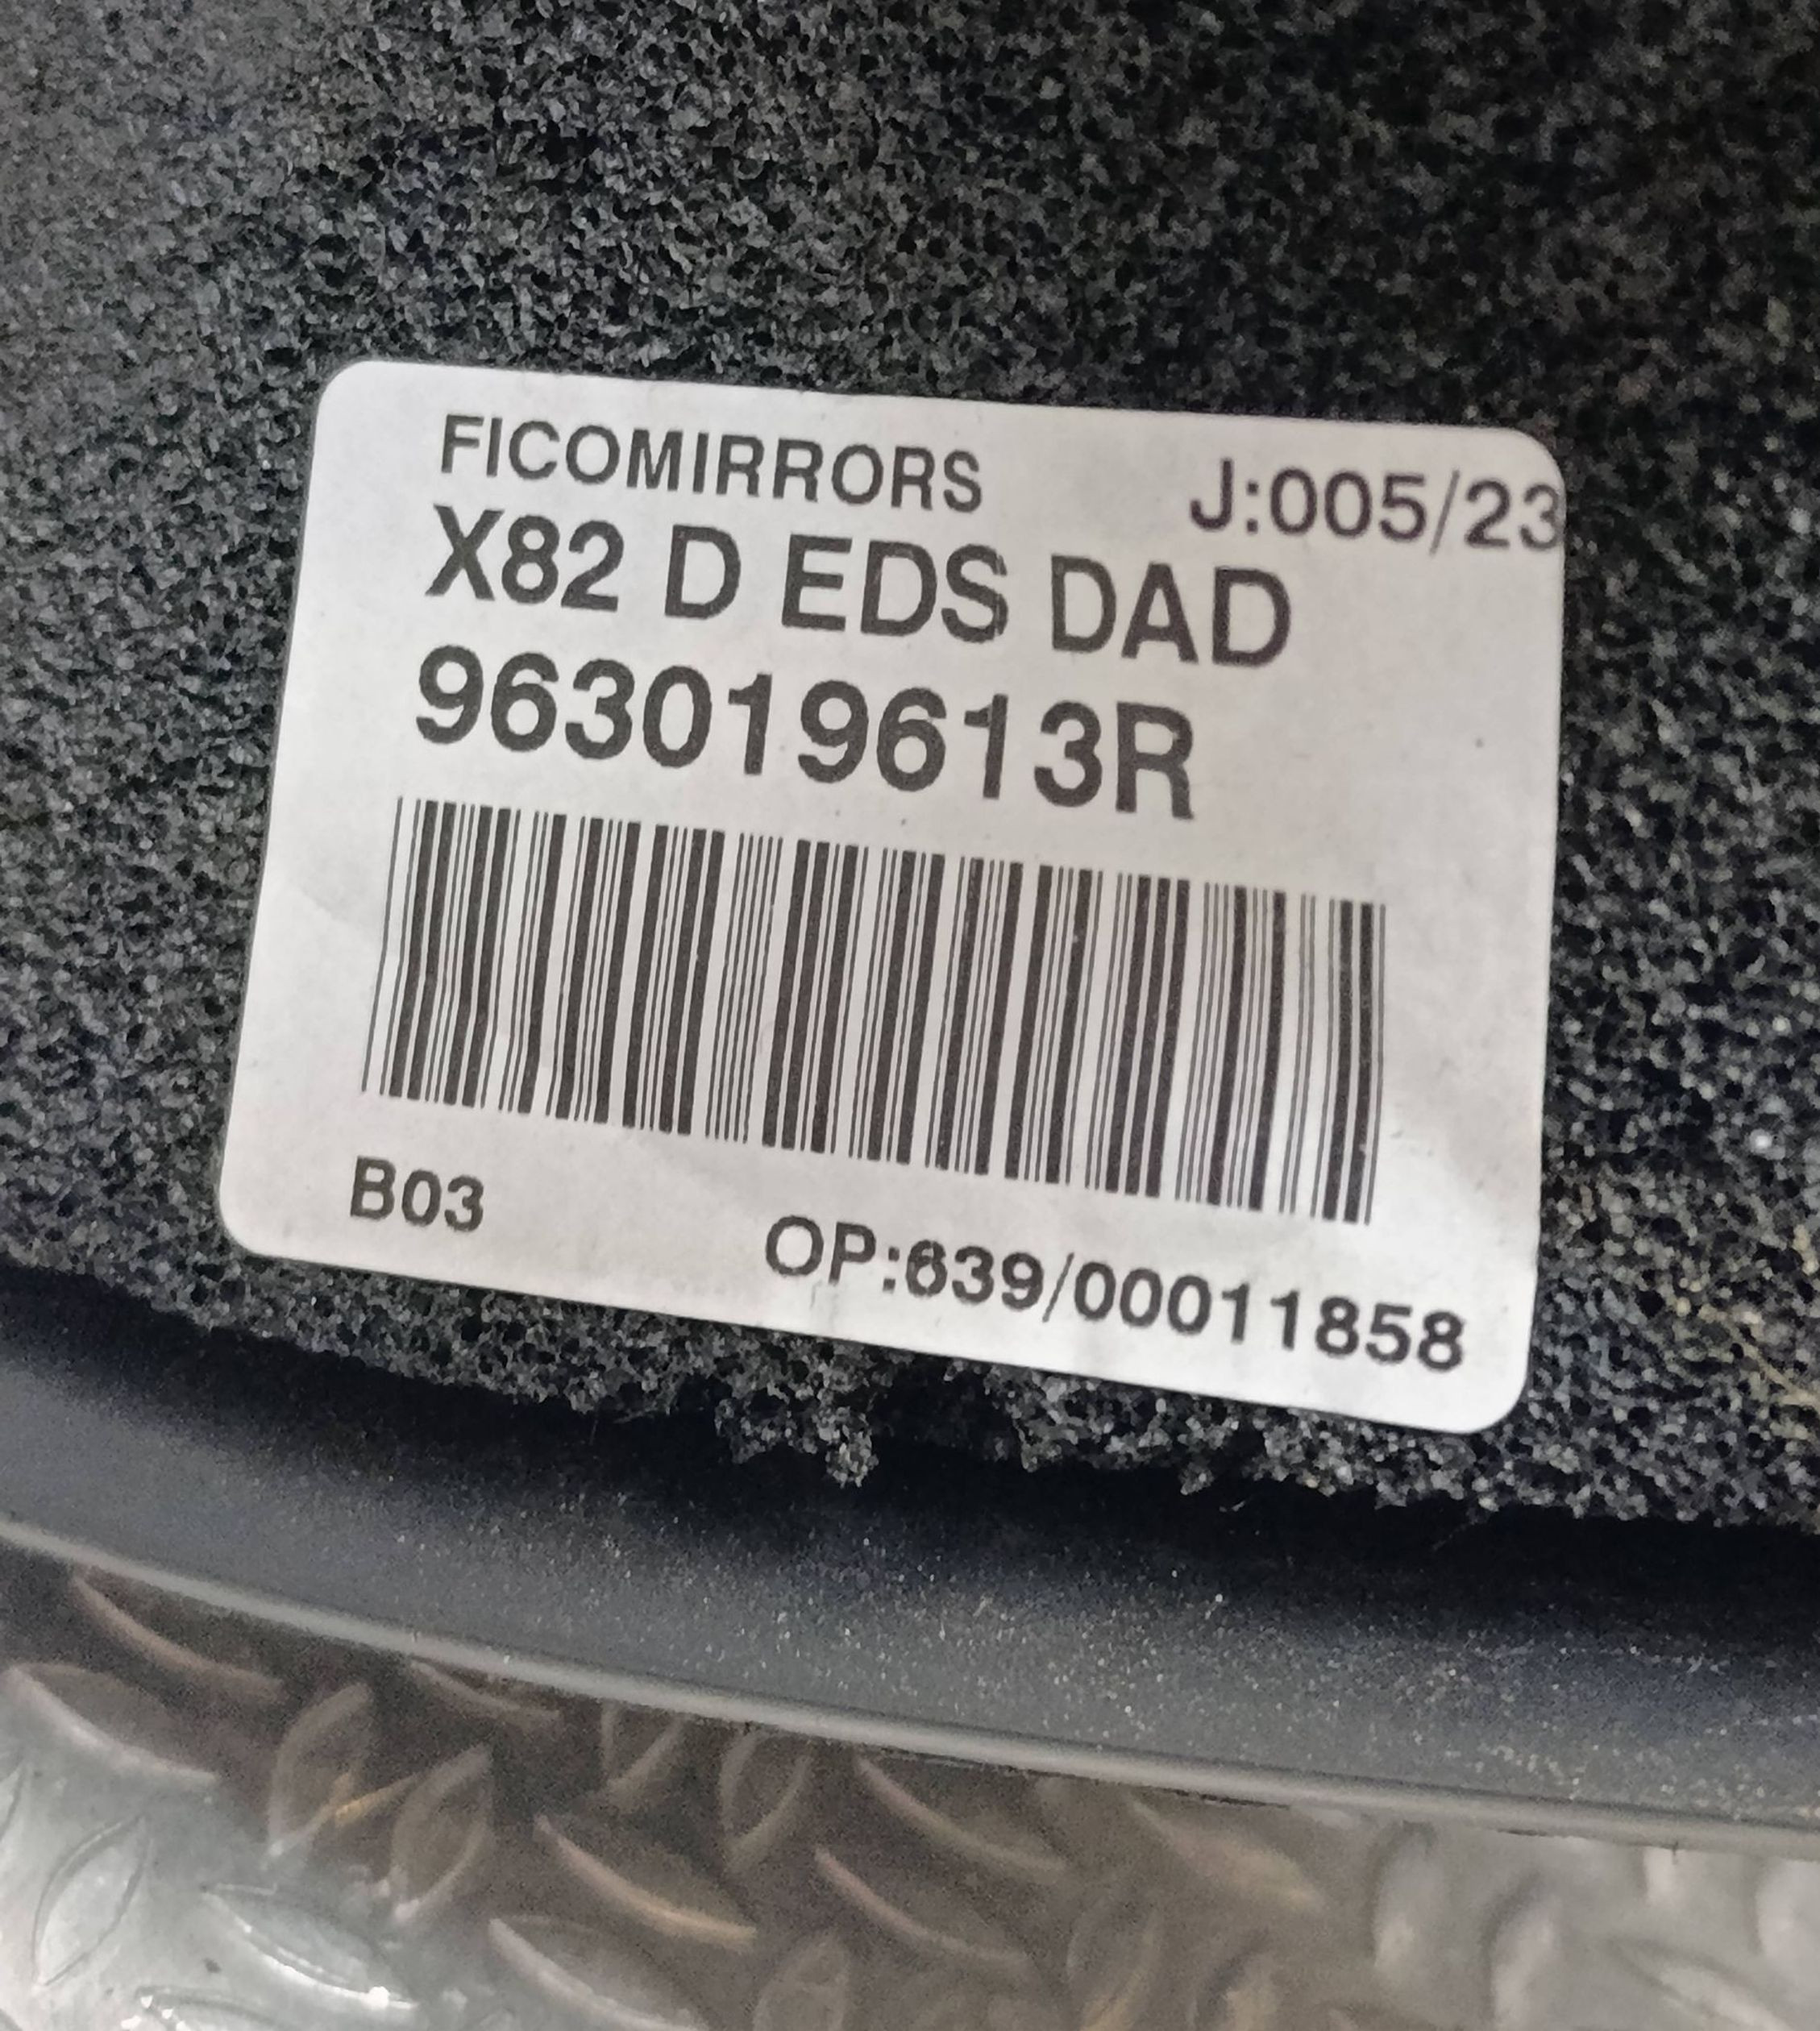 FICOMIRRORS J:005/23
X82 D EDS DAD
963019613R
B03 OP:639/00011858